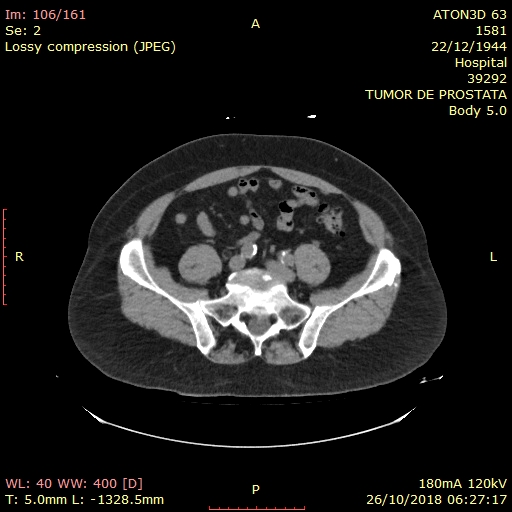 Im: 106/161
Se: 2
Lossy compression (JPEG)
A
ATON3D 63
1581
22/12/1944
Hospital
39292
TUMOR DE PROSTATA
Body 5.0
R
L
WL: 40 WW: 400 [D]
T: 5.0mm L: -1328.5mm
P
180mA 120kV
26/10/2018 06:27:17